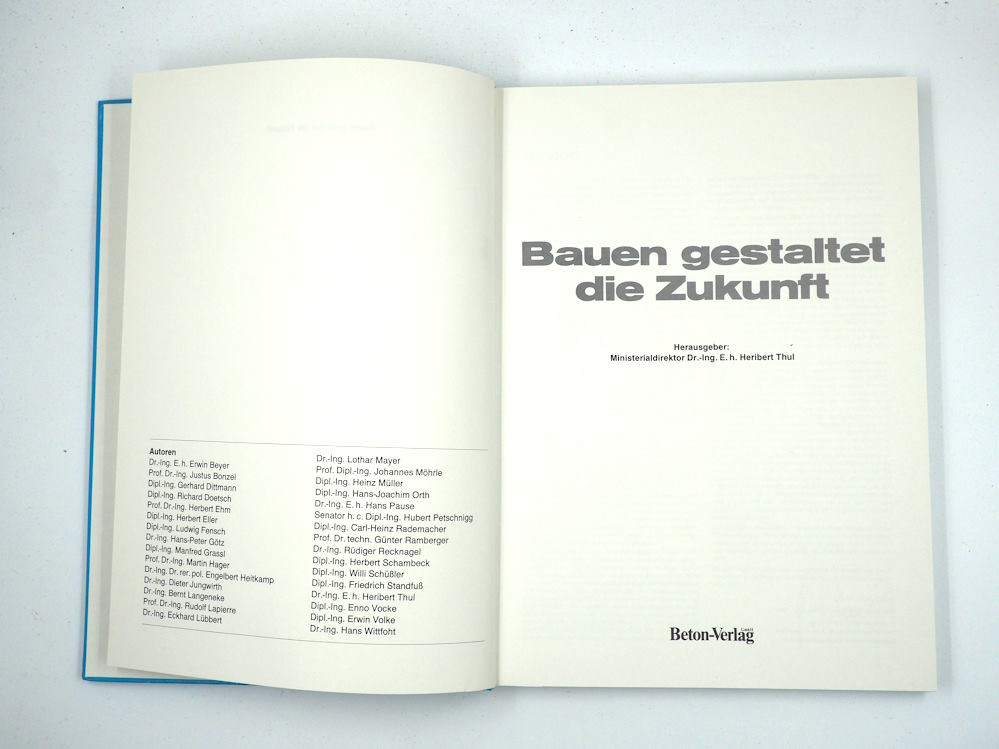 Autoren
Dr.-Ing. E. h. Erwin Beyer
Prof. Dr.-Ing. Justus Bonzel
Dipl.-Ing. Gerhard Dittmann
Dipl.-Ing. Richard Doetsch
Prof. Dr.-Ing. Herbert Ehm
Dipl.-Ing. Herbert Eller
Dipl.-Ing. Ludwig Fensch
Dr.-Ing. Hans-Peter Götz
Dipl.-Ing. Manfred Grassl
Prof. Dr.-Ing. Martin Hager
Dipl.-Ing. Dr. rer. pol. Engelbert Heitkamp
Dr.-Ing. Dieter Jungwirth
Dr.-Ing. Bernt Langeneke
Prof. Dr.-Ing. Rudolf Lapierre
Dr.-Ing. Eckhard Lübbert
Dr.-Ing. Lothar Mayer
Prof. Dipl.-Ing. Johannes Möhrle
Dipl.-Ing. Heinz Müller
Dipl.-Ing. Hans-Joachim Orth
Dr.-Ing. E. h. Hans Pause
Senator h. c. Dipl.-Ing. Hubert Petschnigg
Dipl.-Ing. Carl-Heinz Rademacher
Prof. Dr. techn. Günter Ramberger
Dr.-Ing. Rüdiger Recknagel
Dipl.-Ing. Herbert Schambeck
Dipl.-Ing. Willi Schüßler
Dipl.-Ing. Friedrich Standfuß
Dr.-Ing. E. h. Heribert Thul
Dipl.-Ing. Enno Vocke
Dipl.-Ing. Erwin Volke
Dr.-Ing. Hans Wittfoht
Bauen gestaltet
die Zukunft
Herausgeber:
Ministerialdirektor Dr.-Ing. E. h. Heribert Thul
Beton-Verlag GmbH